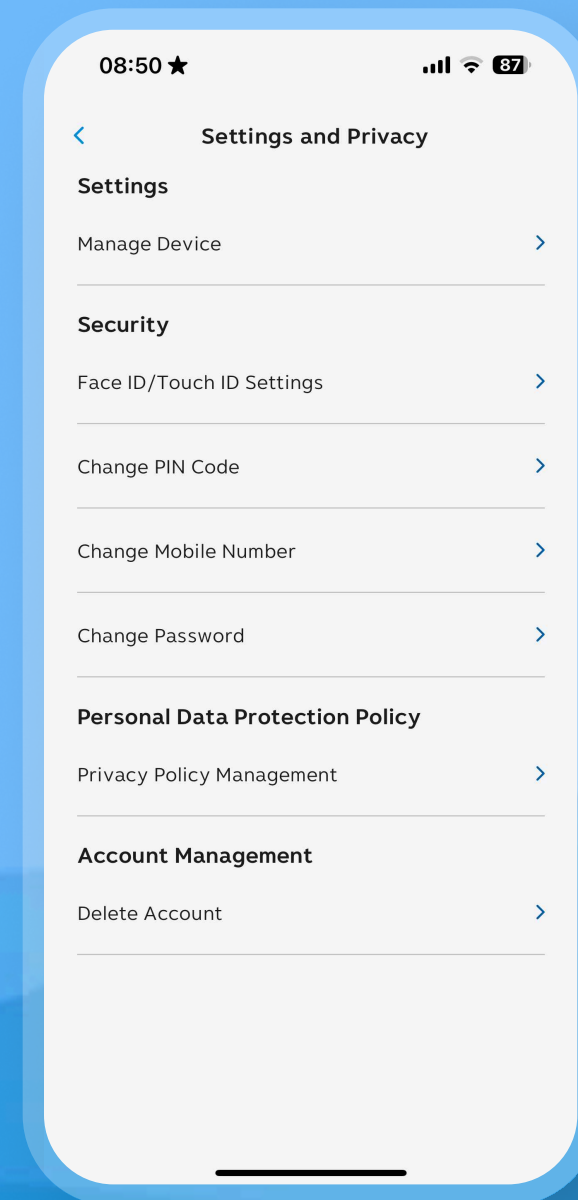 08:50
87
Settings and Privacy
Settings
Manage Device
Security
Face ID/Touch ID Settings
Change PIN Code
Change Mobile Number
Change Password
Personal Data Protection Policy
Privacy Policy Management
Account Management
Delete Account